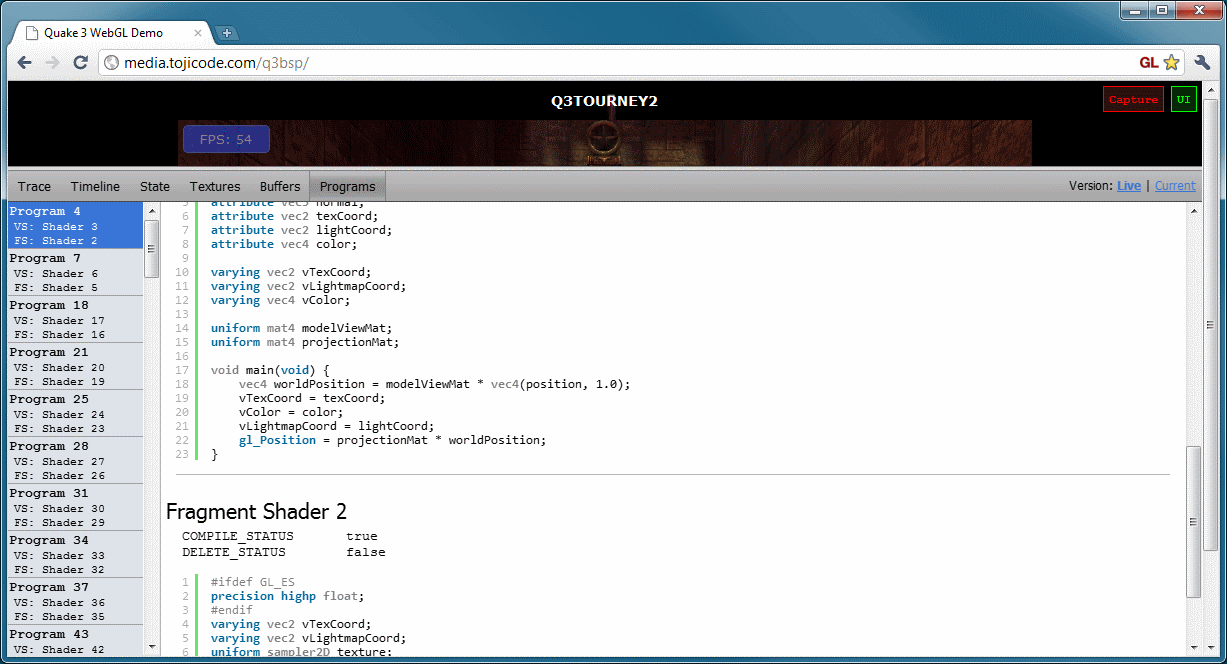 Quake 3 WebGL Demo
media.tojicode.com/q3bsp/
GL
Q3TOURNEY2
Capture
UI
FPS: 54
Trace Timeline State Textures Buffers Programs Version: Live | Current
Program 4
VS: Shader 3
FS: Shader 2
Program 7
VS: Shader 6
FS: Shader 5
Program 18
VS: Shader 17
FS: Shader 16
Program 21
VS: Shader 20
FS: Shader 19
Program 25
VS: Shader 24
FS: Shader 23
Program 28
VS: Shader 27
FS: Shader 26
Program 31
VS: Shader 30
FS: Shader 29
Program 34
VS: Shader 33
FS: Shader 32
Program 37
VS: Shader 36
FS: Shader 35
Program 43
VS: Shader 42
5 attribute vec3 normal;
6 attribute vec2 texCoord;
7 attribute vec2 lightCoord;
8 attribute vec4 color;
9
10 varying vec2 vTexCoord;
11 varying vec2 vLightmapCoord;
12 varying vec4 vColor;
13
14 uniform mat4 modelViewMat;
15 uniform mat4 projectionMat;
16
17 void main(void) {
18 vec4 worldPosition = modelViewMat * vec4(position, 1.0);
19 vTexCoord = texCoord;
20 vColor = color;
21 vLightmapCoord = lightCoord;
22 gl_Position = projectionMat * worldPosition;
23 }
Fragment Shader 2
COMPILE_STATUS true
DELETE_STATUS false
1 #ifdef GL_ES
2 precision highp float;
3 #endif
4 varying vec2 vTexCoord;
5 varying vec2 vLightmapCoord;
6 uniform sampler2D texture;